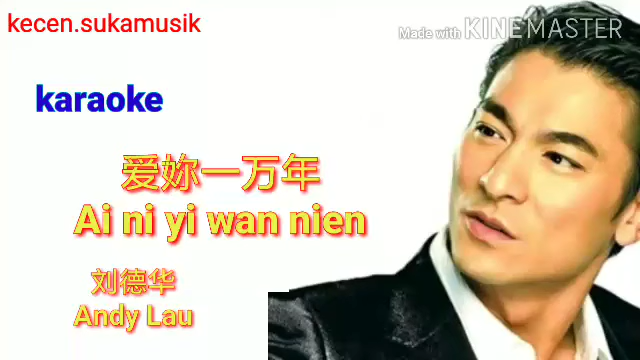 kecen.sukamusik
Made with KINEMASTER
karaoke
爱妳一万年
Ai ni yi wan nien
刘德华
Andy Lau